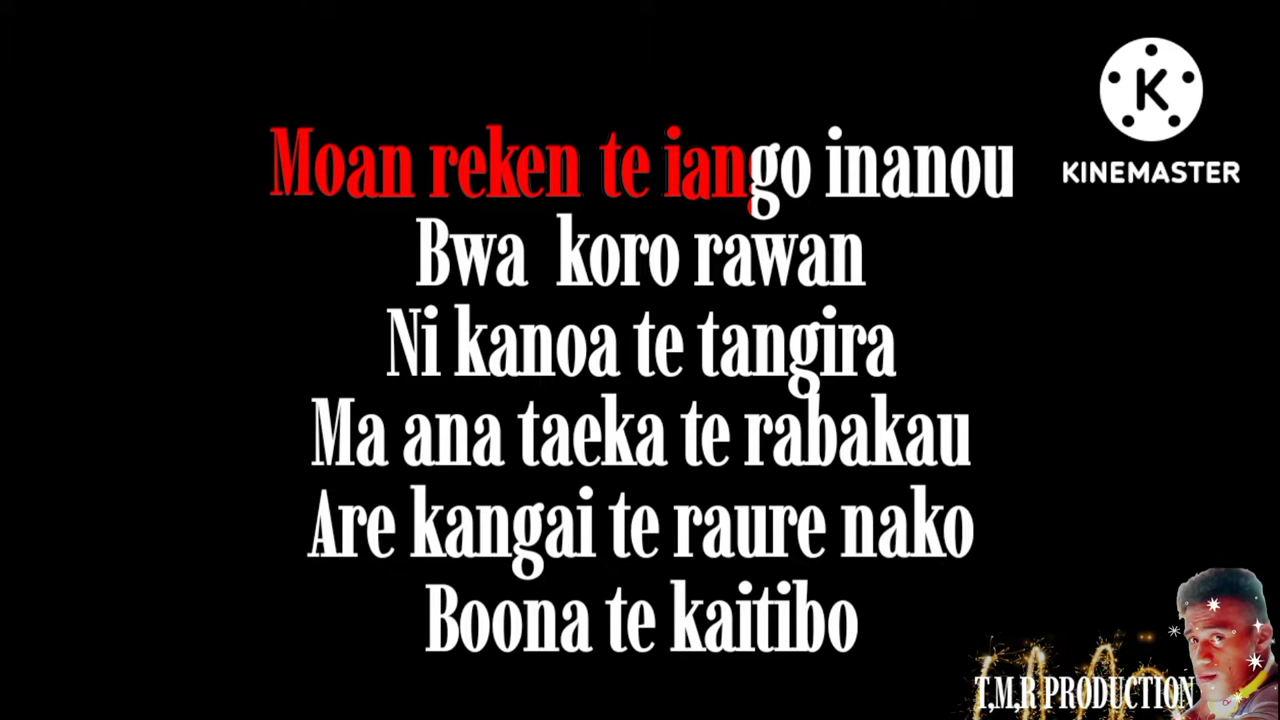 Moan reken te iango inanou
Bwa koro rawan
Ni kanoa te tangira
Ma ana taeka te rabakau
Are kangai te raure nako
Boona te kaitibo
K
KINEMASTER
T,M,R PRODUCTION